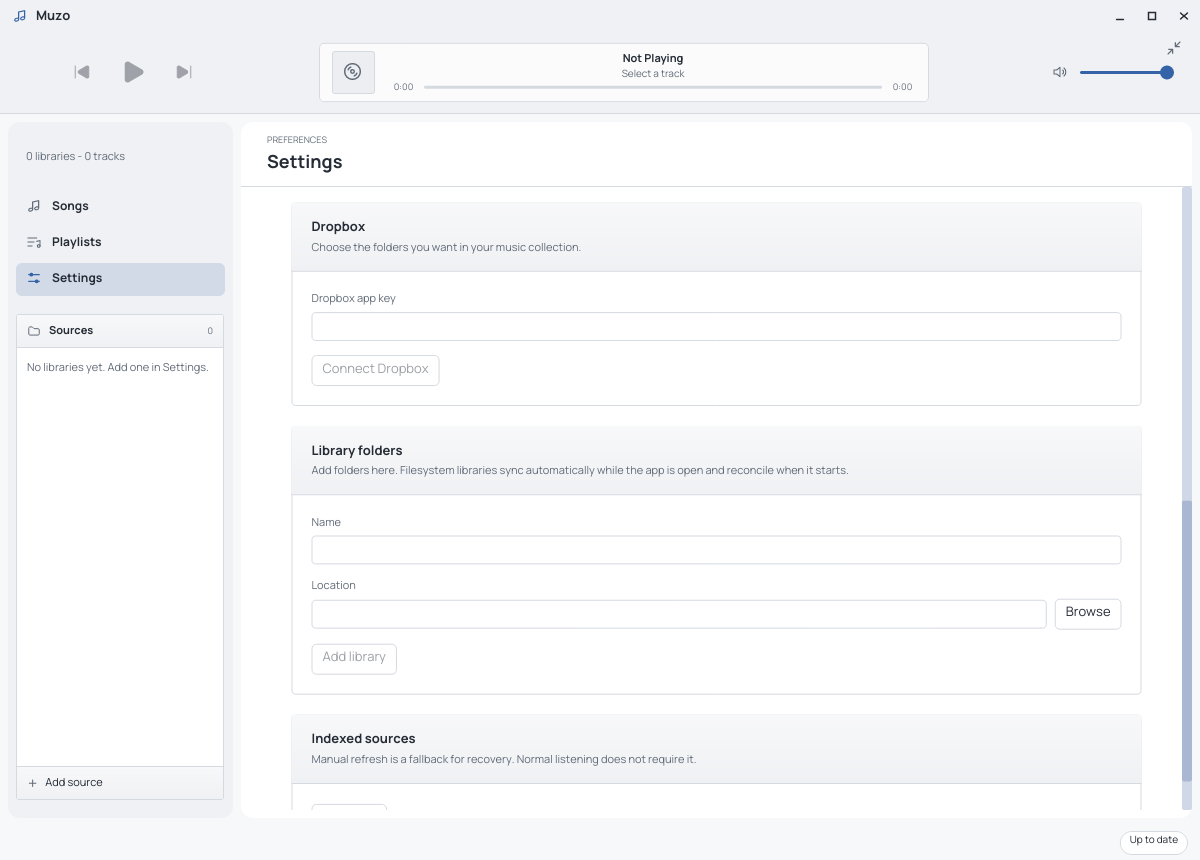 Muzo
Not Playing
Select a track
0:00
0:00
0 libraries - 0 tracks
Songs
Playlists
Settings
Sources
0
No libraries yet. Add one in Settings.
+ Add source
PREFERENCES
Settings
Dropbox
Choose the folders you want in your music collection.
Dropbox app key
Connect Dropbox
Library folders
Add folders here. Filesystem libraries sync automatically while the app is open and reconcile when it starts.
Name
Location
Browse
Add library
Indexed sources
Manual refresh is a fallback for recovery. Normal listening does not require it.
Up to date